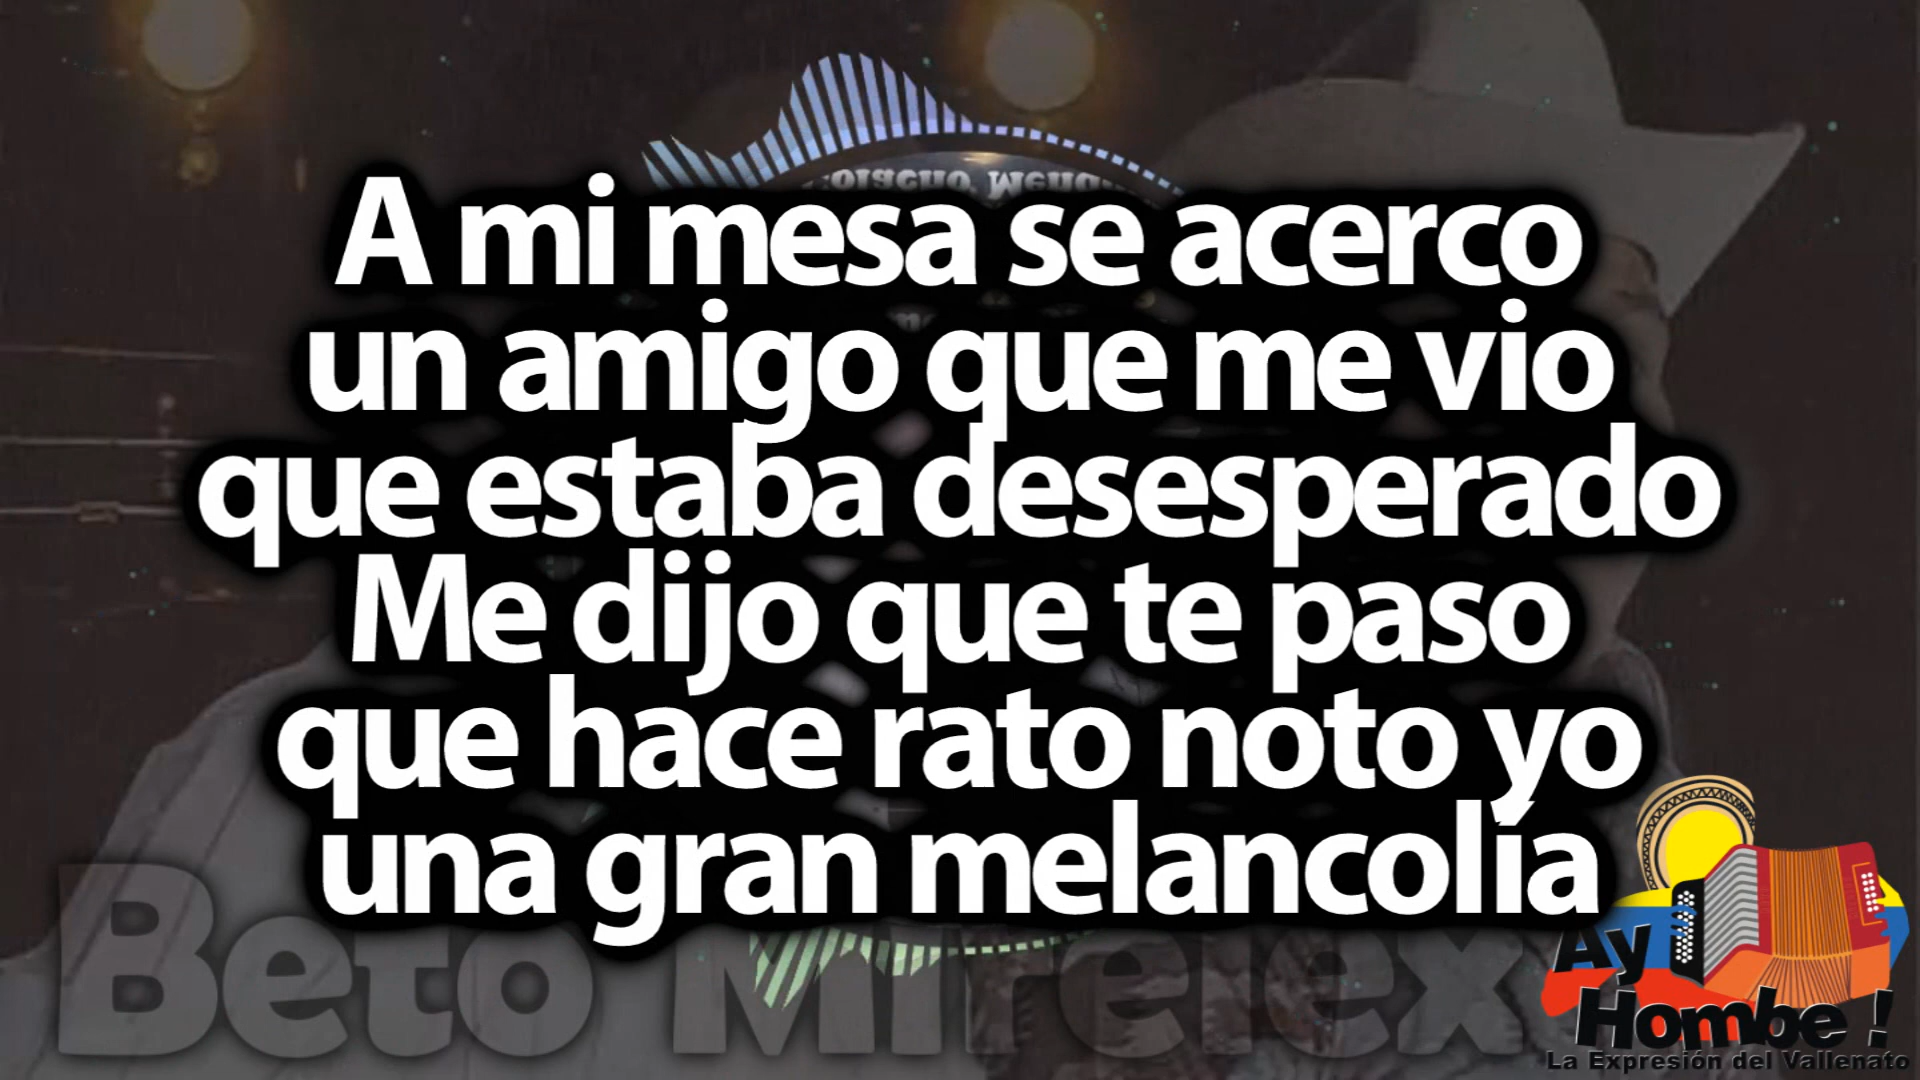 A mi mesa se acerco
un amigo que me vio
que estaba desesperado
Me dijo que te paso
que hace rato noto yo
una gran melancolía
Beto Mirelex
Ay
Hombe !
La Expresión del Vallenato